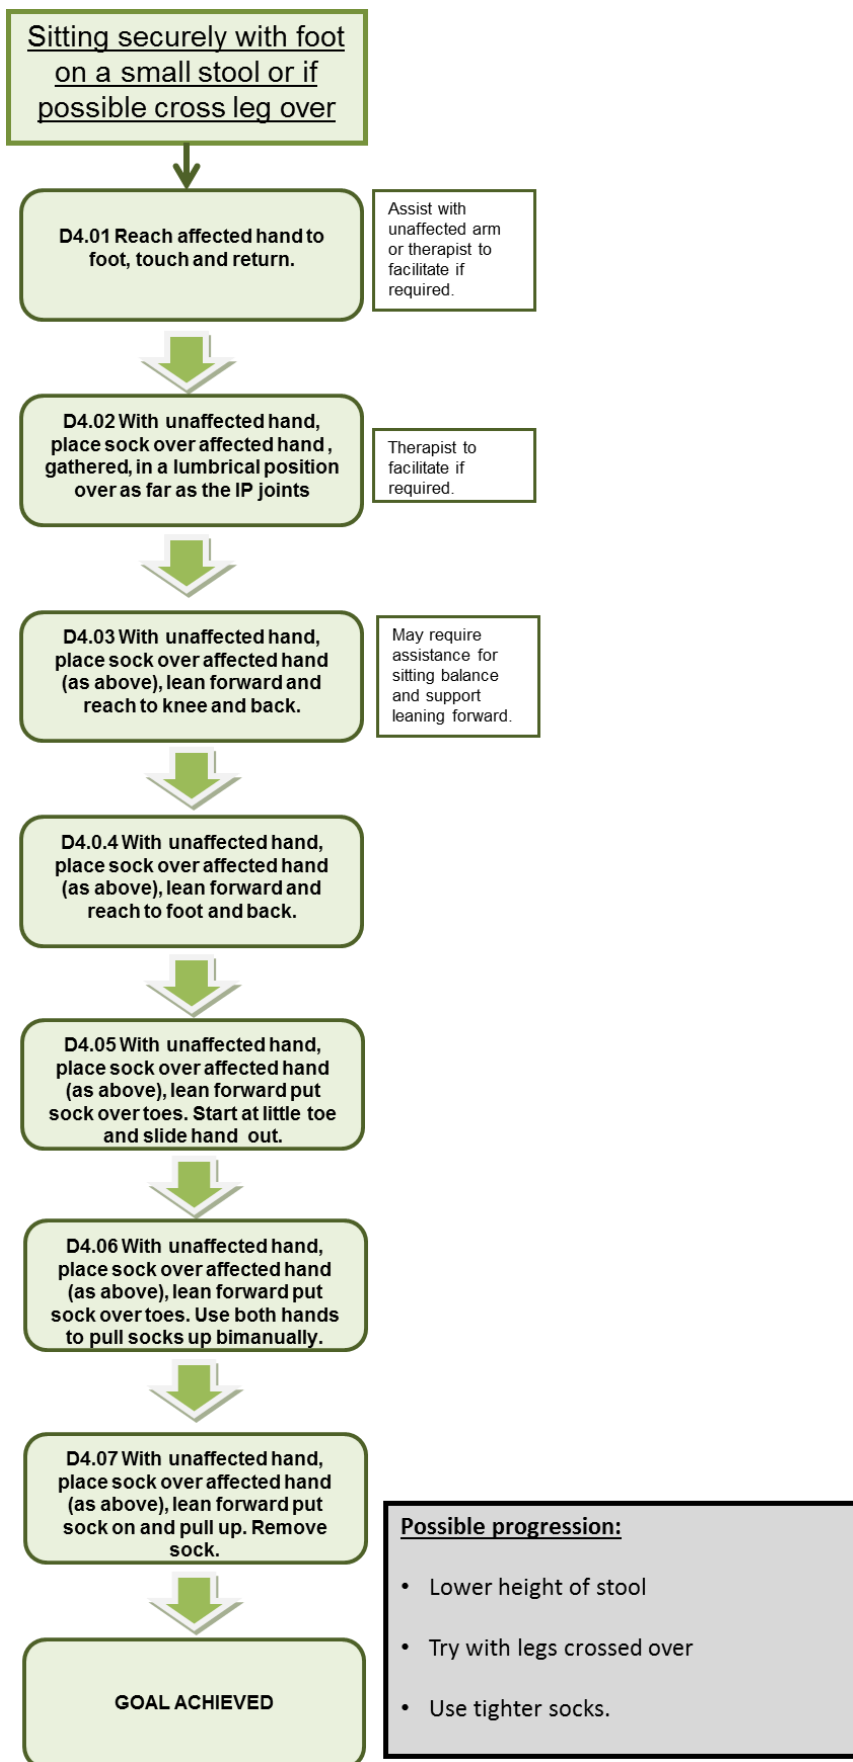 Sitting securely with foot
on a small stool or if
possible cross leg over
D4.01 Reach affected hand to
foot, touch and return.
Assist with
unaffected arm
or therapist to
facilitate if
required.
D4.02 With unaffected hand,
place sock over affected hand ,
gathered, in a lumbrical position
over as far as the IP joints
Therapist to
facilitate if
required.
D4.03 With unaffected hand,
place sock over affected hand
(as above), lean forward and
reach to knee and back.
May require
assistance for
sitting balance
and support
leaning forward.
D4.0.4 With unaffected hand,
place sock over affected hand
(as above), lean forward and
reach to foot and back.
D4.05 With unaffected hand,
place sock over affected hand
(as above), lean forward put
sock over toes. Start at little toe
and slide hand out.
D4.06 With unaffected hand,
place sock over affected hand
(as above), lean forward put
sock over toes. Use both hands
to pull socks up bimanually.
D4.07 With unaffected hand,
place sock over affected hand
(as above), lean forward put
sock on and pull up. Remove
sock.
GOAL ACHIEVED
Possible progression:
• Lower height of stool
• Try with legs crossed over
• Use tighter socks.